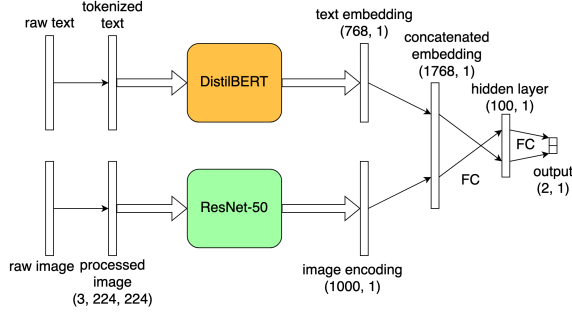 raw text
tokenized
text
DistilBERT
text embedding
(768, 1)
concatenated
embedding
(1768, 1)
hidden layer
(100, 1)
FC
FC
output
(2, 1)
raw image
processed
image
(3, 224, 224)
ResNet-50
image encoding
(1000, 1)